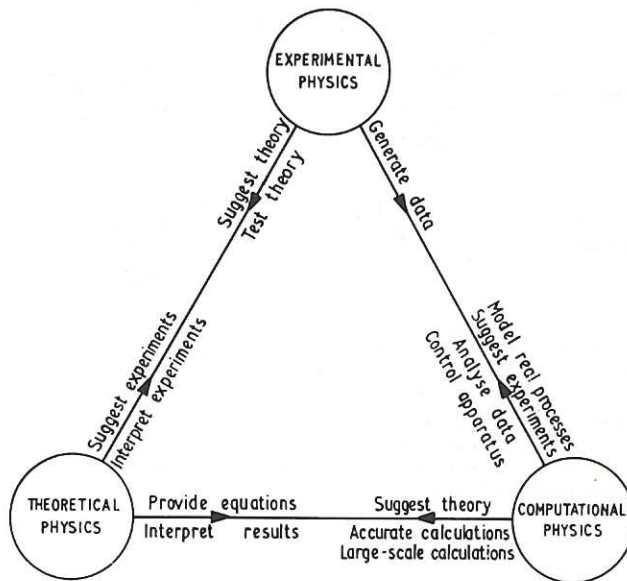 EXPERIMENTAL
PHYSICS
Suggest theory
Test theory
Generate data
Suggest experiments
Interpret experiments
Model real processes
Suggest experiments
Analyse data
Control apparatus
THEORETICAL
PHYSICS
Provide equations
Interpret results
Suggest theory
Accurate calculations
Large-scale calculations
COMPUTATIONAL
PHYSICS